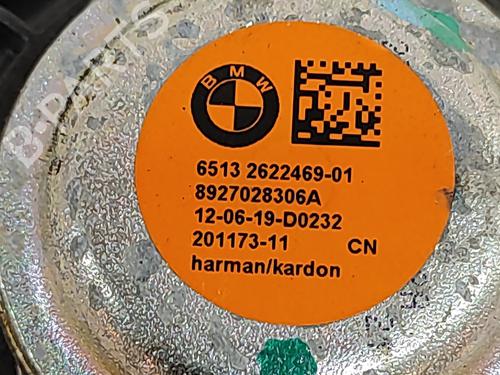 B-PARTS
BMW
6513 2622469-01
8927028306A
12-06-19-D0232
201173-11 CN
harman/kardon